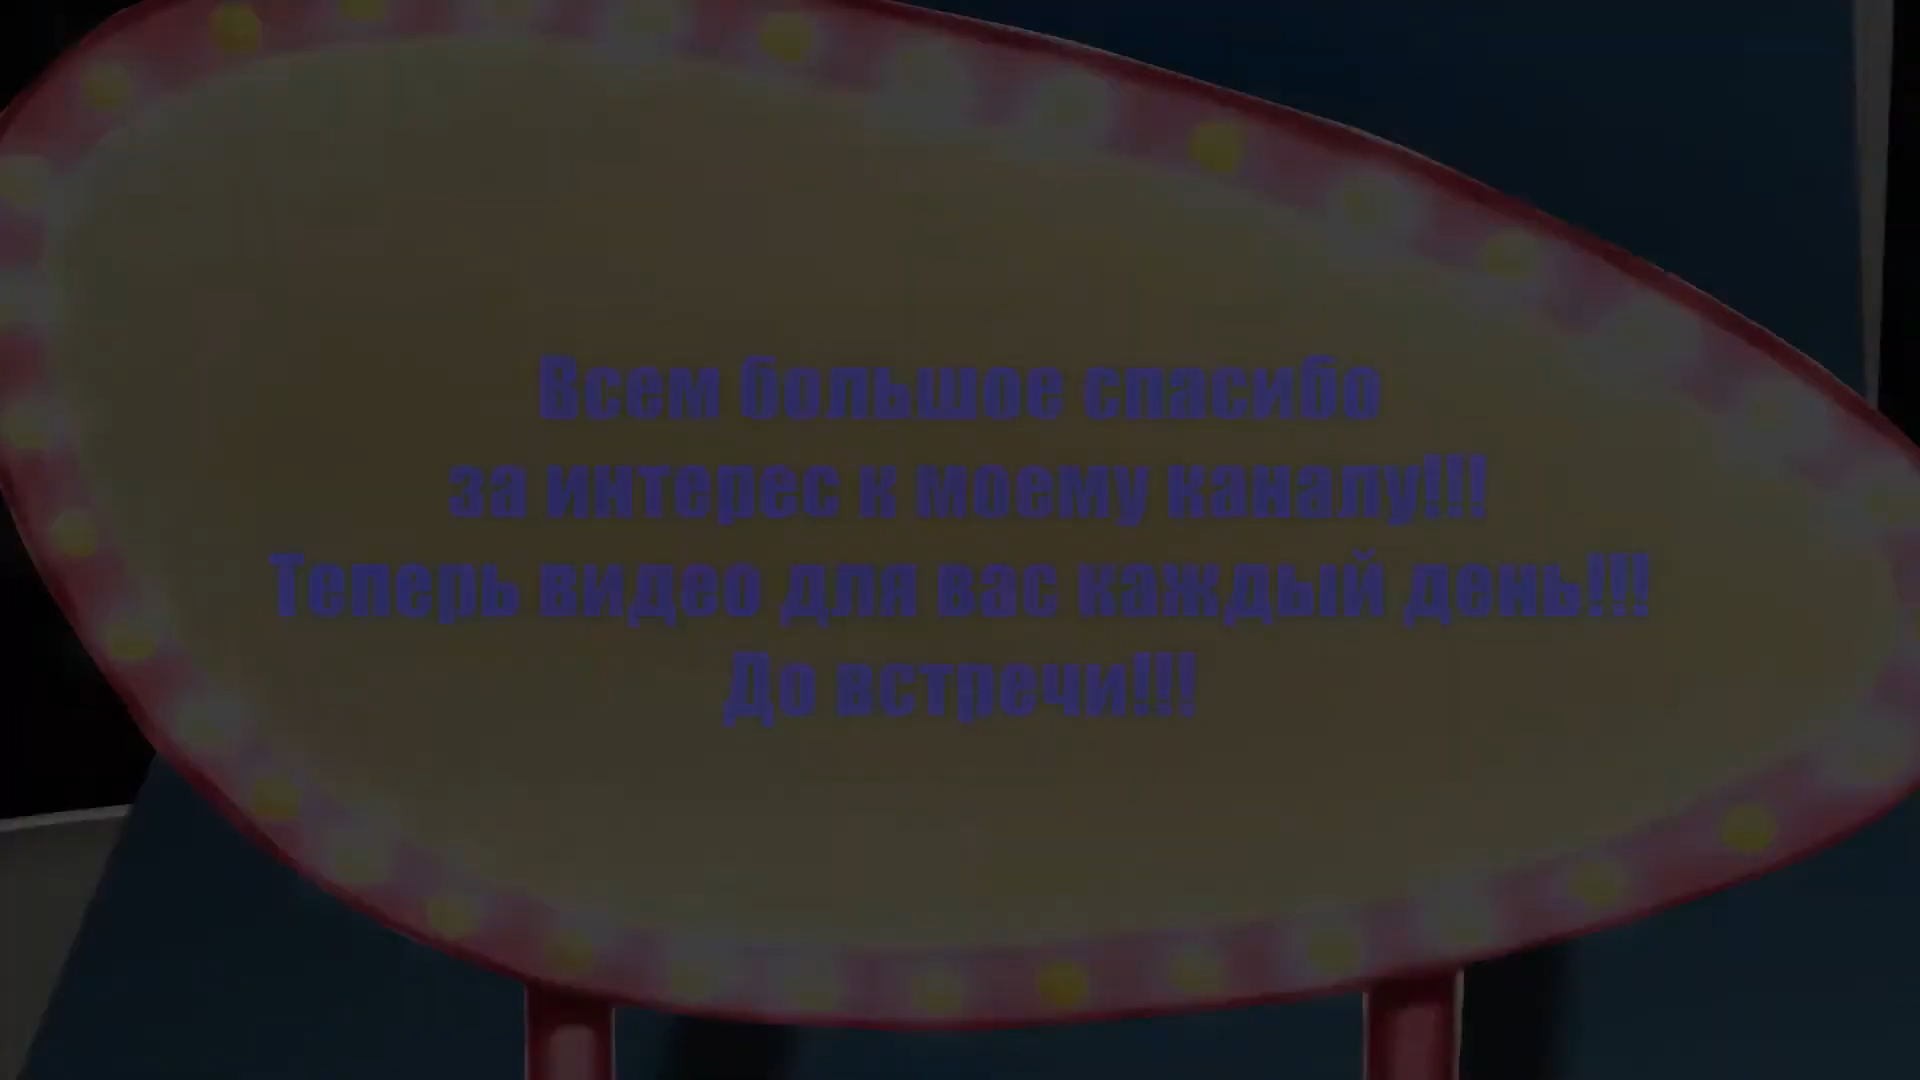 Всем большое спасибо
за интерес к моему каналу!!!
Теперь видео для вас каждый день!!!
До встречи!!!